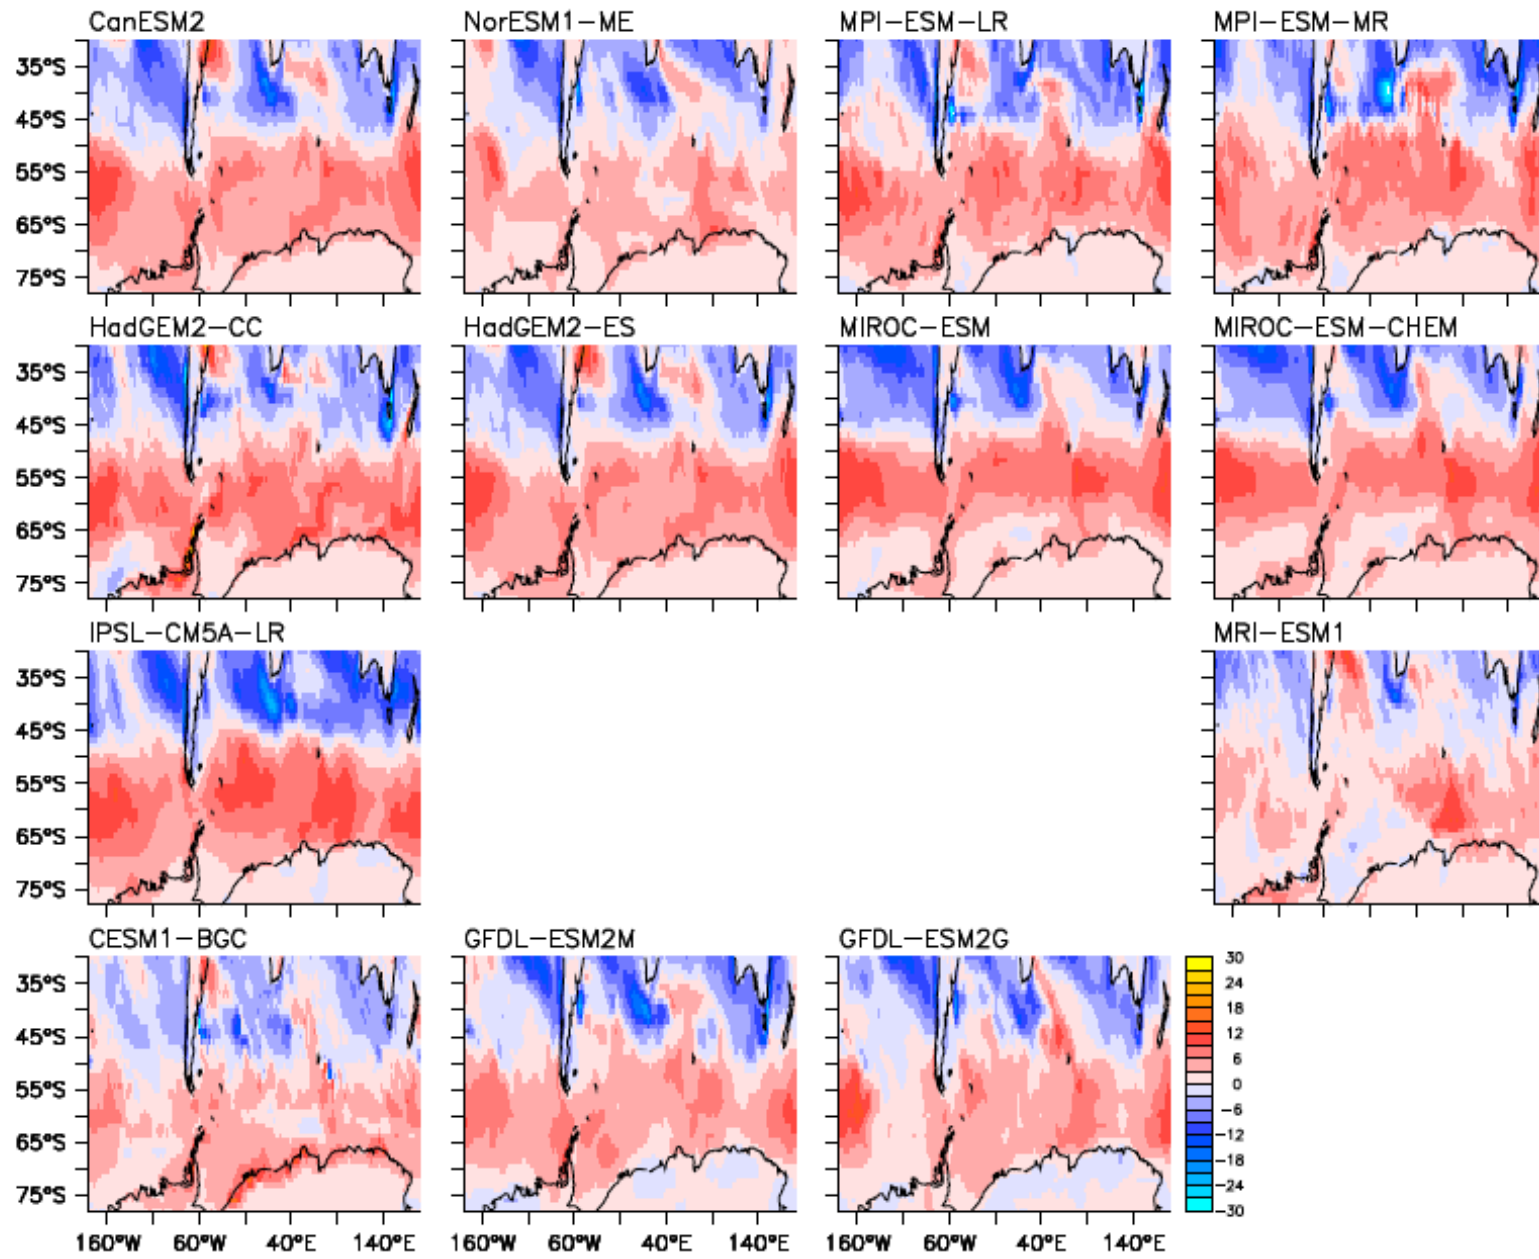 CanESM2 NorESM1-ME MPI-ESM-LR MPI-ESM-MR
35°S
45°S
55°S
65°S
75°S
HadGEM2-CC HadGEM2-ES MIROC-ESM MIROC-ESM-CHEM
35°S
45°S
55°S
65°S
75°S
IPSL-CM5A-LR MRI-ESM1
35°S
45°S
55°S
65°S
75°S
CESM1-BGC GFDL-ESM2M GFDL-ESM2G
35°S
45°S
55°S
65°S
75°S
30
24
18
12
6
0
-6
-12
-18
-24
-30
160°W 60°W 40°E 140°E 160°W 60°W 40°E 140°E 160°W 60°W 40°E 140°E